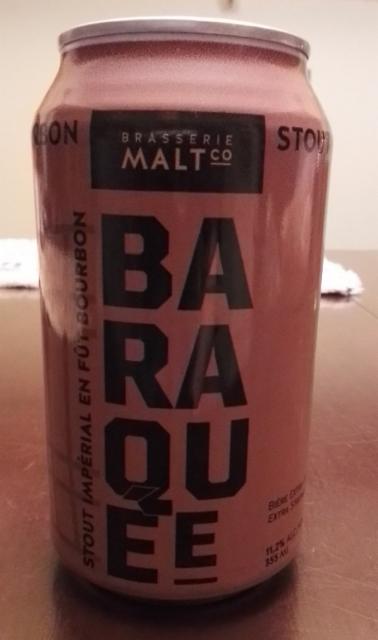 BRASSERIE
MALT CO
STOUT
BA
RA
QU
ÉE
STOUT IMPÉRIAL EN FÛT BOURBON
BIÈRE
EXTRA
11,2%
355 ML